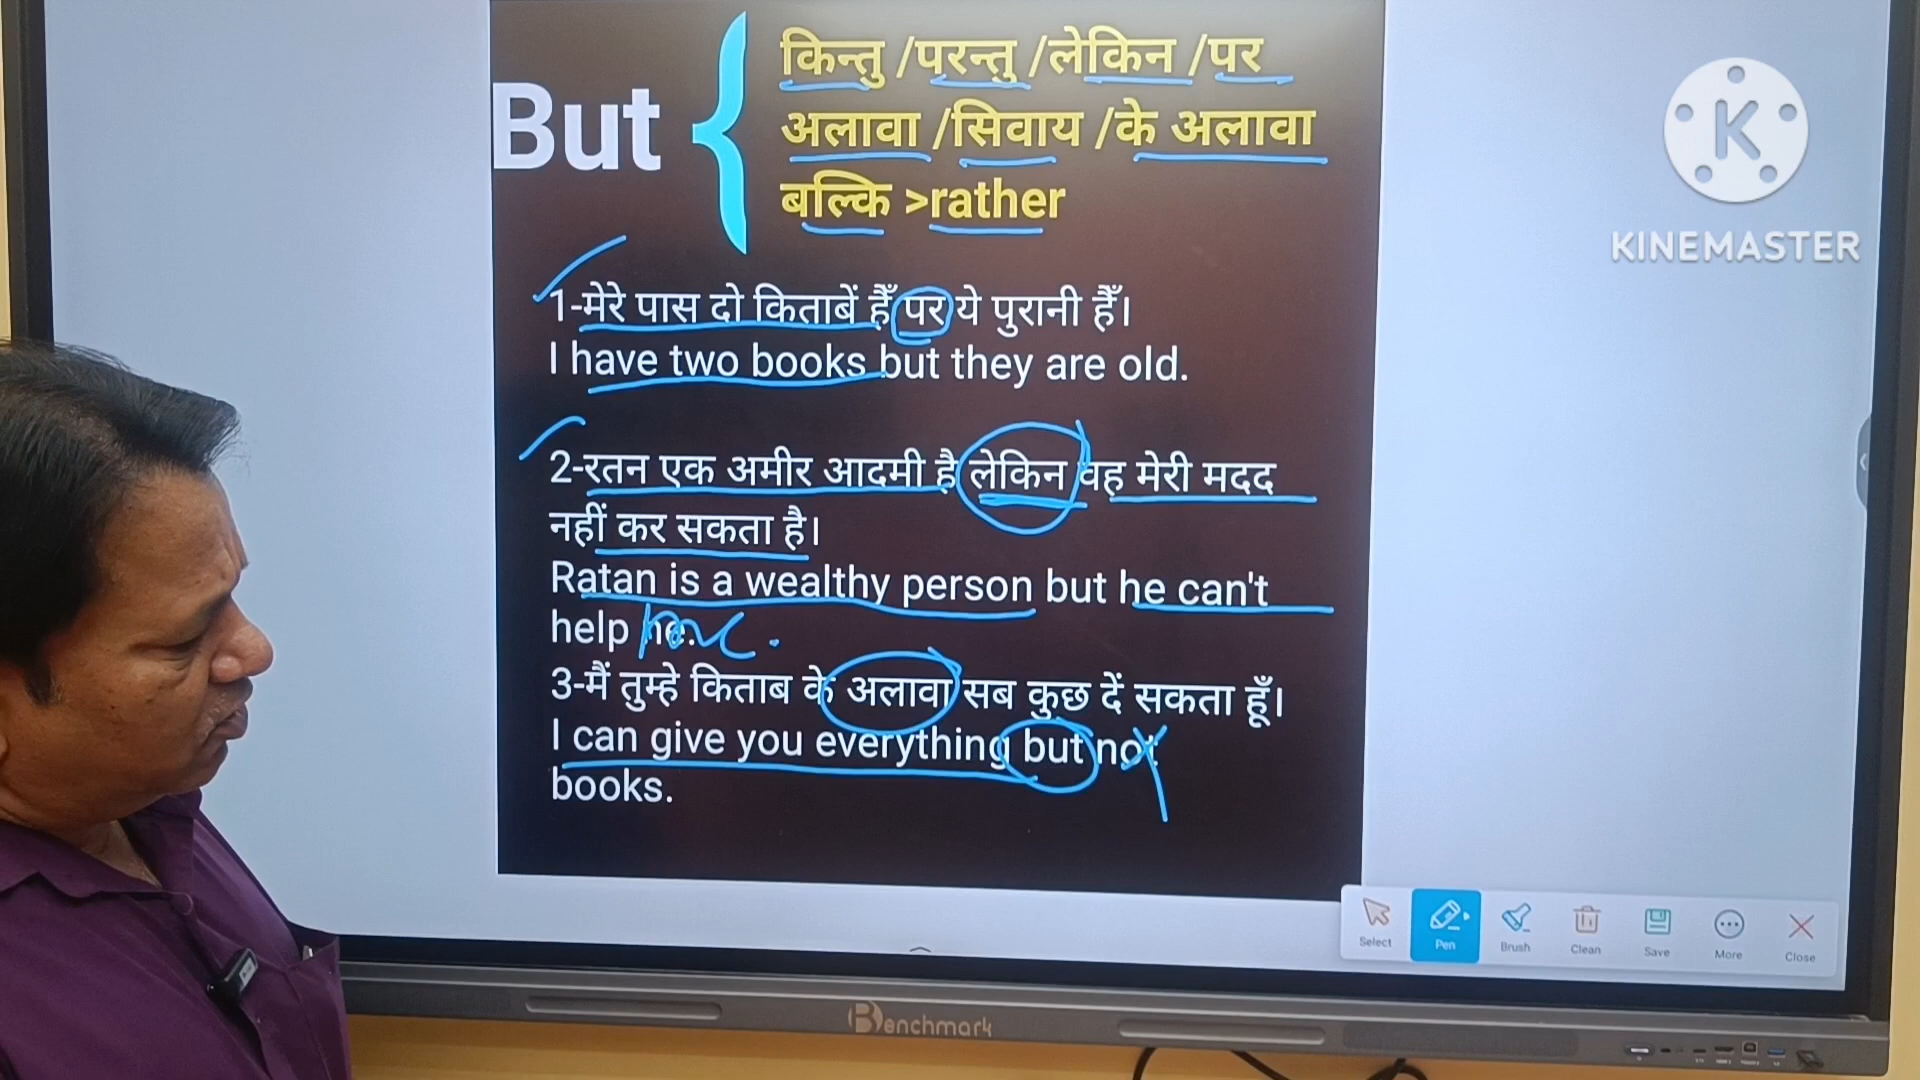 But
किन्तु /परन्तु /लेकिन /पर
अलावा /सिवाय /के अलावा
बल्कि >rather
1-मेरे पास दो किताबें हैँ पर ये पुरानी हैँ।
I have two books but they are old.
2-रतन एक अमीर आदमी है लेकिन वह मेरी मदद
नहीं कर सकता है।
Ratan is a wealthy person but he can't
help me.
3-मैं तुम्हे किताब के अलावा सब कुछ दें सकता हूँ।
I can give you everything but not
books.
K
KINEMASTER
Select Pen Brush Clean Save More Close
Benchmark